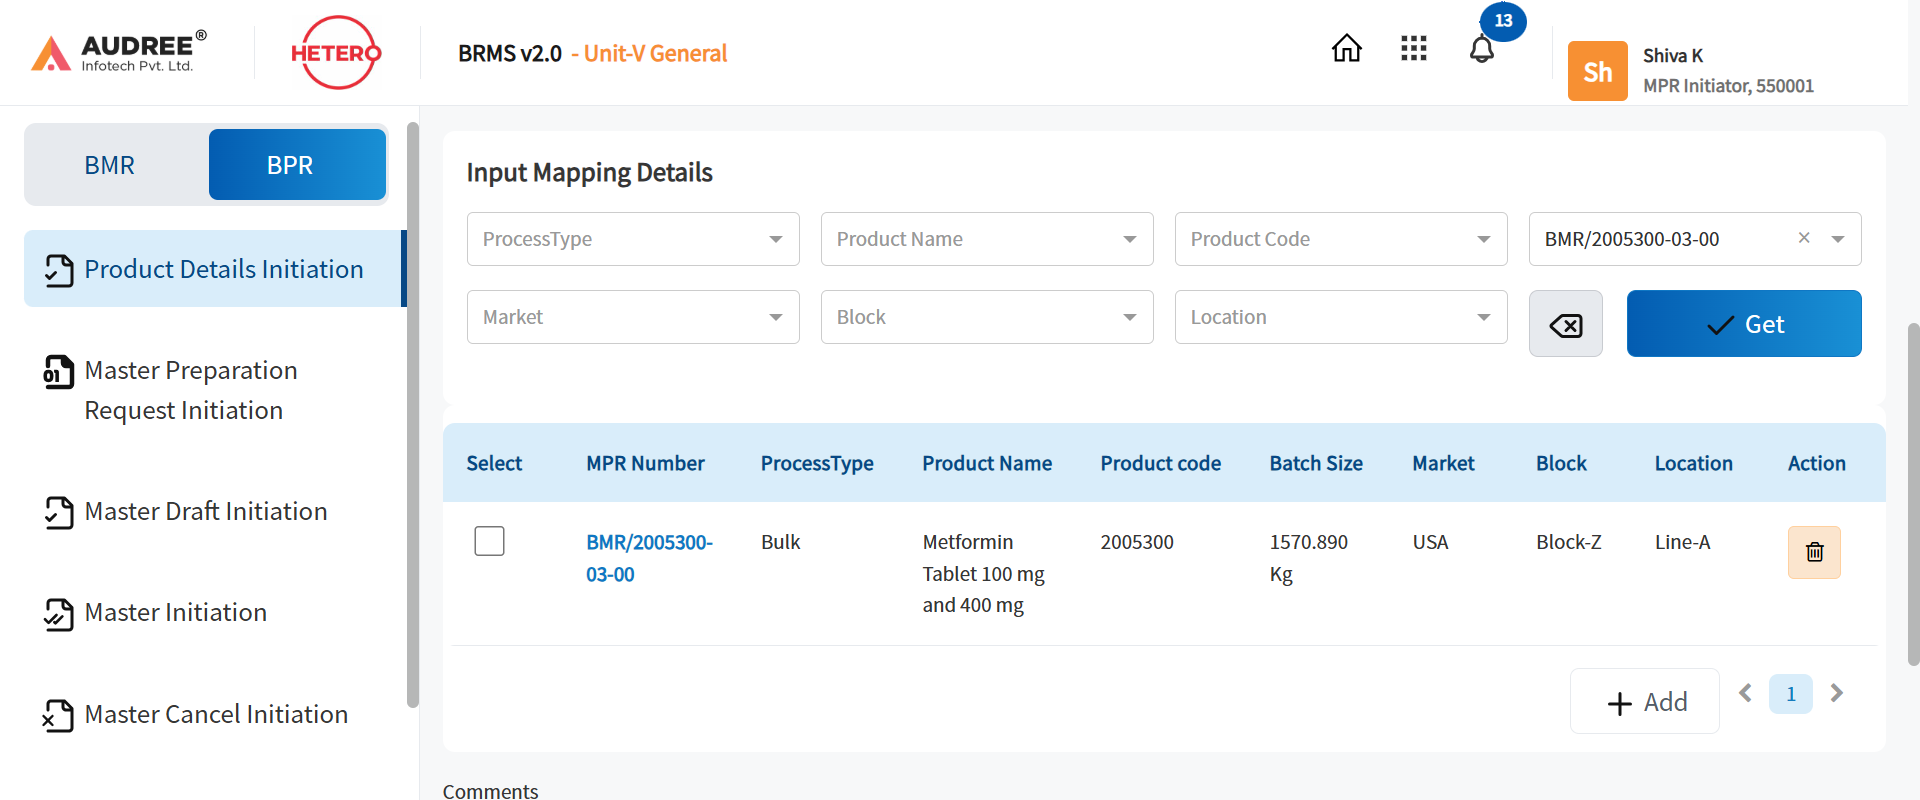 AUDREE®
Infotech Pvt. Ltd.
HETERO
BRMS v2.0 - Unit-V General
13
Sh
Shiva K
MPR Initiator, 550001
BMR
BPR
Product Details Initiation
01
Master Preparation
Request Initiation
Master Draft Initiation
Master Initiation
Master Cancel Initiation
Input Mapping Details
ProcessType
Product Name
Product Code
BMR/2005300-03-00
Market
Block
Location
Get
Select MPR Number ProcessType Product Name Product code Batch Size Market Block Location Action
BMR/2005300- Bulk Metformin 2005300 1570.890 USA Block-Z Line-A
03-00 Tablet 100 mg Kg
and 400 mg
Add
1
Comments